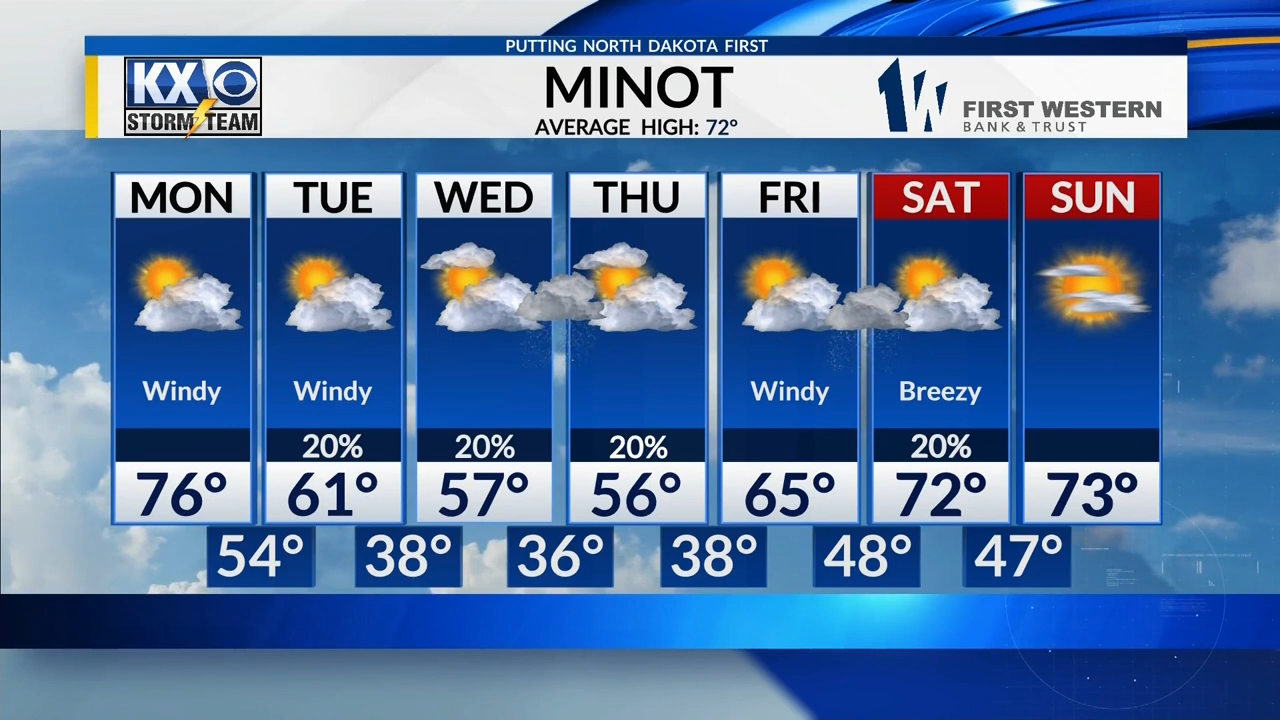 PUTTING NORTH DAKOTA FIRST
KX
STORM TEAM
MINOT
AVERAGE HIGH: 72°
FIRST WESTERN
BANK & TRUST
MON TUE WED THU FRI SAT SUN
Windy Windy Windy Breezy
20% 20% 20% 20%
76° 61° 57° 56° 65° 72° 73°
54° 38° 36° 38° 48° 47°